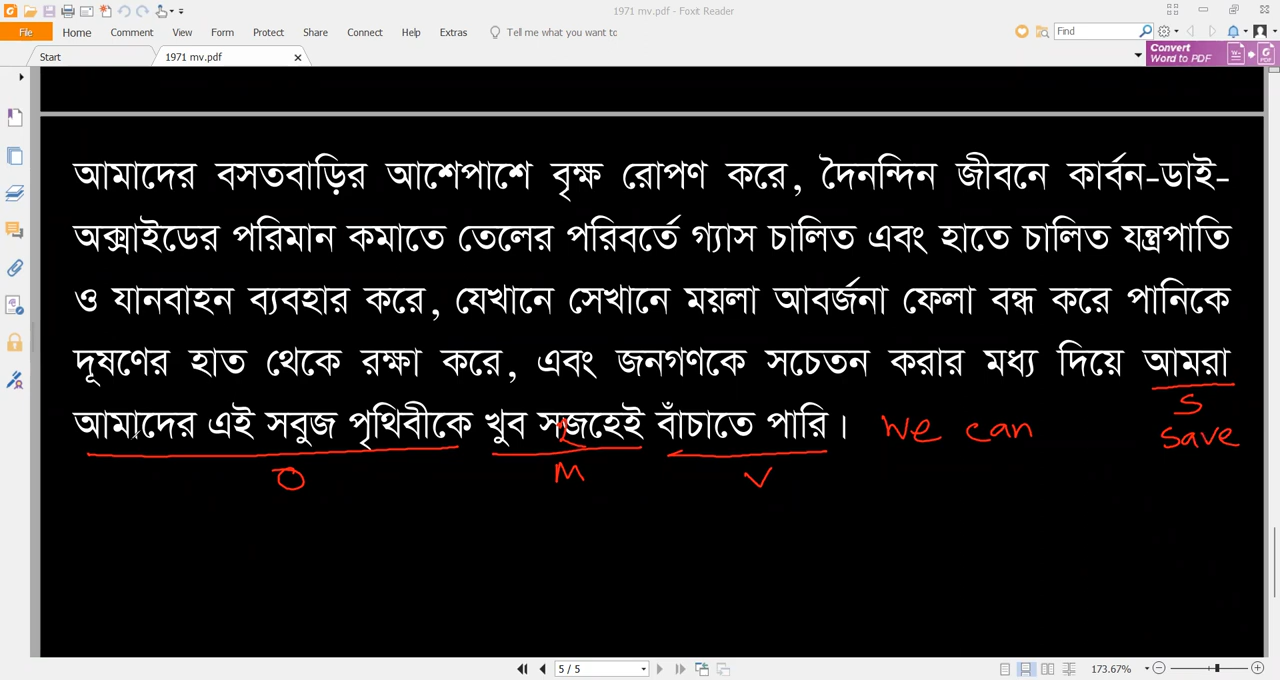 1971 mv.pdf - Foxit Reader
File Home Comment View Form Protect Share Connect Help Extras Tell me what you want to Find
Start 1971 mv.pdf
Convert
Word to PDF
আমাদের বসতবাড়ির আশেপাশে বৃক্ষ রোপণ করে, দৈনন্দিন জীবনে কার্বন-ডাই-
অক্সাইডের পরিমান কমাতে তেলের পরিবর্তে গ্যাস চালিত এবং হাতে চালিত যন্ত্রপাতি
ও যানবাহন ব্যবহার করে, যেখানে সেখানে ময়লা আবর্জনা ফেলা বন্ধ করে পানিকে
দূষণের হাত থেকে রক্ষা করে, এবং জনগণকে সচেতন করার মধ্য দিয়ে আমরা
S
আমাদের এই সবুজ পৃথিবীকে খুব সজহেই বাঁচাতে পারি। We can save
O M V
5 / 5 173.67%